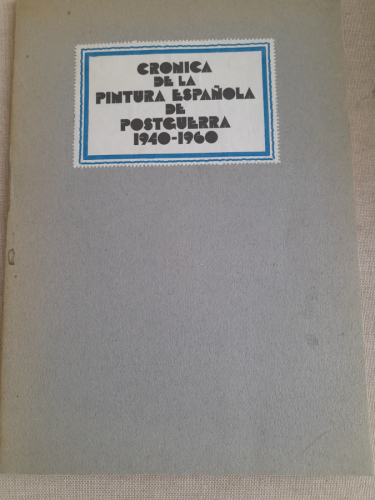 CRONICA
DE LA
PINTURA ESPAÑOLA
DE
POSTGUERRA
1940-1960